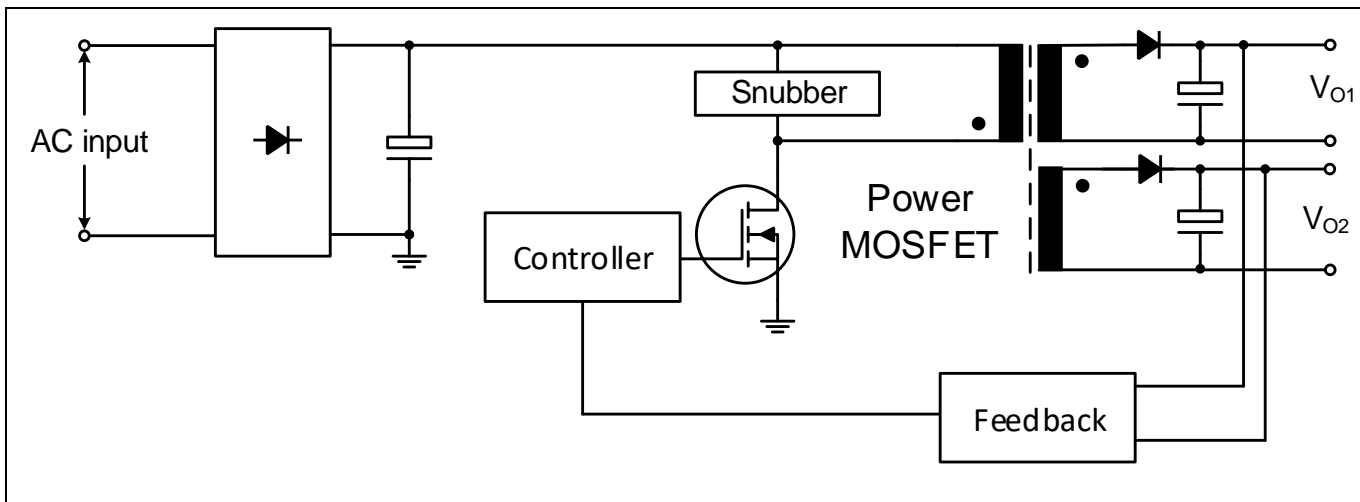 AC input
Snubber
Power
MOSFET
Controller
Feedback
VO1
VO2